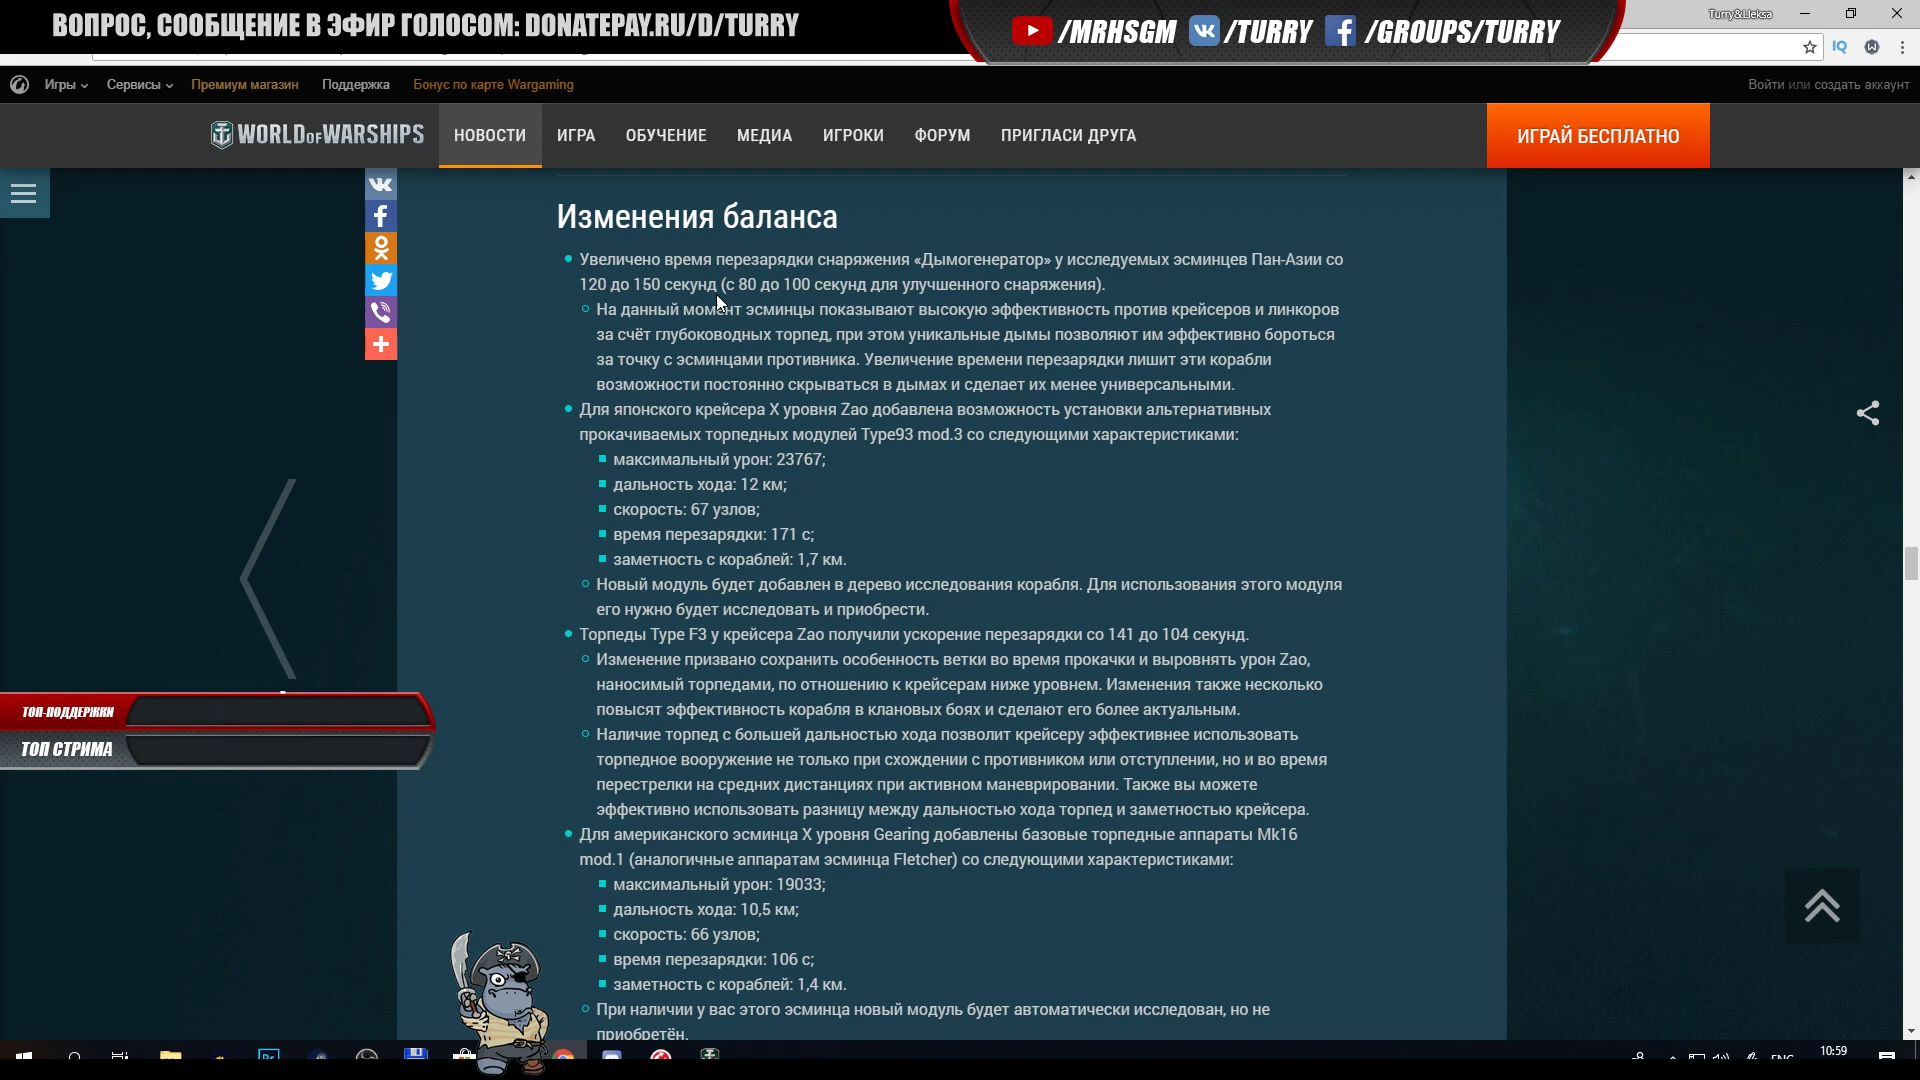 ВОПРОС, СООБЩЕНИЕ В ЭФИР ГОЛОСОМ: DONATEPAY.RU/D/TURRY
/MRHSGM /TURRY /GROUPS/TURRY
Turry&Lleksa
IQ
Игры Сервисы Премиум магазин Поддержка Бонус по карте Wargaming
Войти или создать аккаунт
WORLD OF WARSHIPS
НОВОСТИ ИГРА ОБУЧЕНИЕ МЕДИА ИГРОКИ ФОРУМ ПРИГЛАСИ ДРУГА
ИГРАЙ БЕСПЛАТНО
Изменения баланса
Увеличено время перезарядки снаряжения «Дымогенератор» у исследуемых эсминцев Пан-Азии со
120 до 150 секунд (с 80 до 100 секунд для улучшенного снаряжения).
На данный момент эсминцы показывают высокую эффективность против крейсеров и линкоров
за счёт глубоководных торпед, при этом уникальные дымы позволяют им эффективно бороться
за точку с эсминцами противника. Увеличение времени перезарядки лишит эти корабли
возможности постоянно скрываться в дымах и сделает их менее универсальными.
Для японского крейсера X уровня Zao добавлена возможность установки альтернативных
прокачиваемых торпедных модулей Type93 mod.3 со следующими характеристиками:
максимальный урон: 23767;
дальность хода: 12 км;
скорость: 67 узлов;
время перезарядки: 171 с;
заметность с кораблей: 1,7 км.
Новый модуль будет добавлен в дерево исследования корабля. Для использования этого модуля
его нужно будет исследовать и приобрести.
Торпеды Type F3 у крейсера Zao получили ускорение перезарядки со 141 до 104 секунд.
Изменение призвано сохранить особенность ветки во время прокачки и выровнять урон Zao,
наносимый торпедами, по отношению к крейсерам ниже уровнем. Изменения также несколько
повысят эффективность корабля в клановых боях и сделают его более актуальным.
Наличие торпед с большей дальностью хода позволит крейсеру эффективнее использовать
торпедное вооружение не только при схождении с противником или отступлении, но и во время
перестрелки на средних дистанциях при активном маневрировании. Также вы можете
эффективно использовать разницу между дальностью хода торпед и заметностью крейсера.
Для американского эсминца X уровня Gearing добавлены базовые торпедные аппараты Mk16
mod.1 (аналогичные аппаратам эсминца Fletcher) со следующими характеристиками:
максимальный урон: 19033;
дальность хода: 10,5 км;
скорость: 66 узлов;
время перезарядки: 106 с;
заметность с кораблей: 1,4 км.
При наличии у вас этого эсминца новый модуль будет автоматически исследован, но не
приобретён.
ТОП-ПОДДЕРЖКИ
ТОП СТРИМА
ENG
10:59